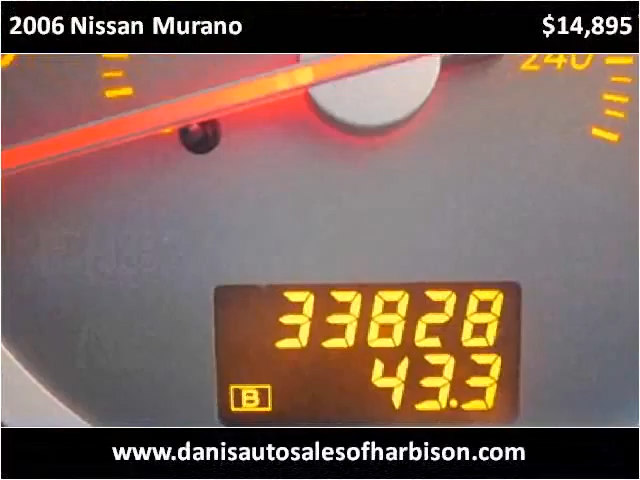 2006 Nissan Murano $14,895
240
33828
B 43.3
www.danisautosalesofharbison.com